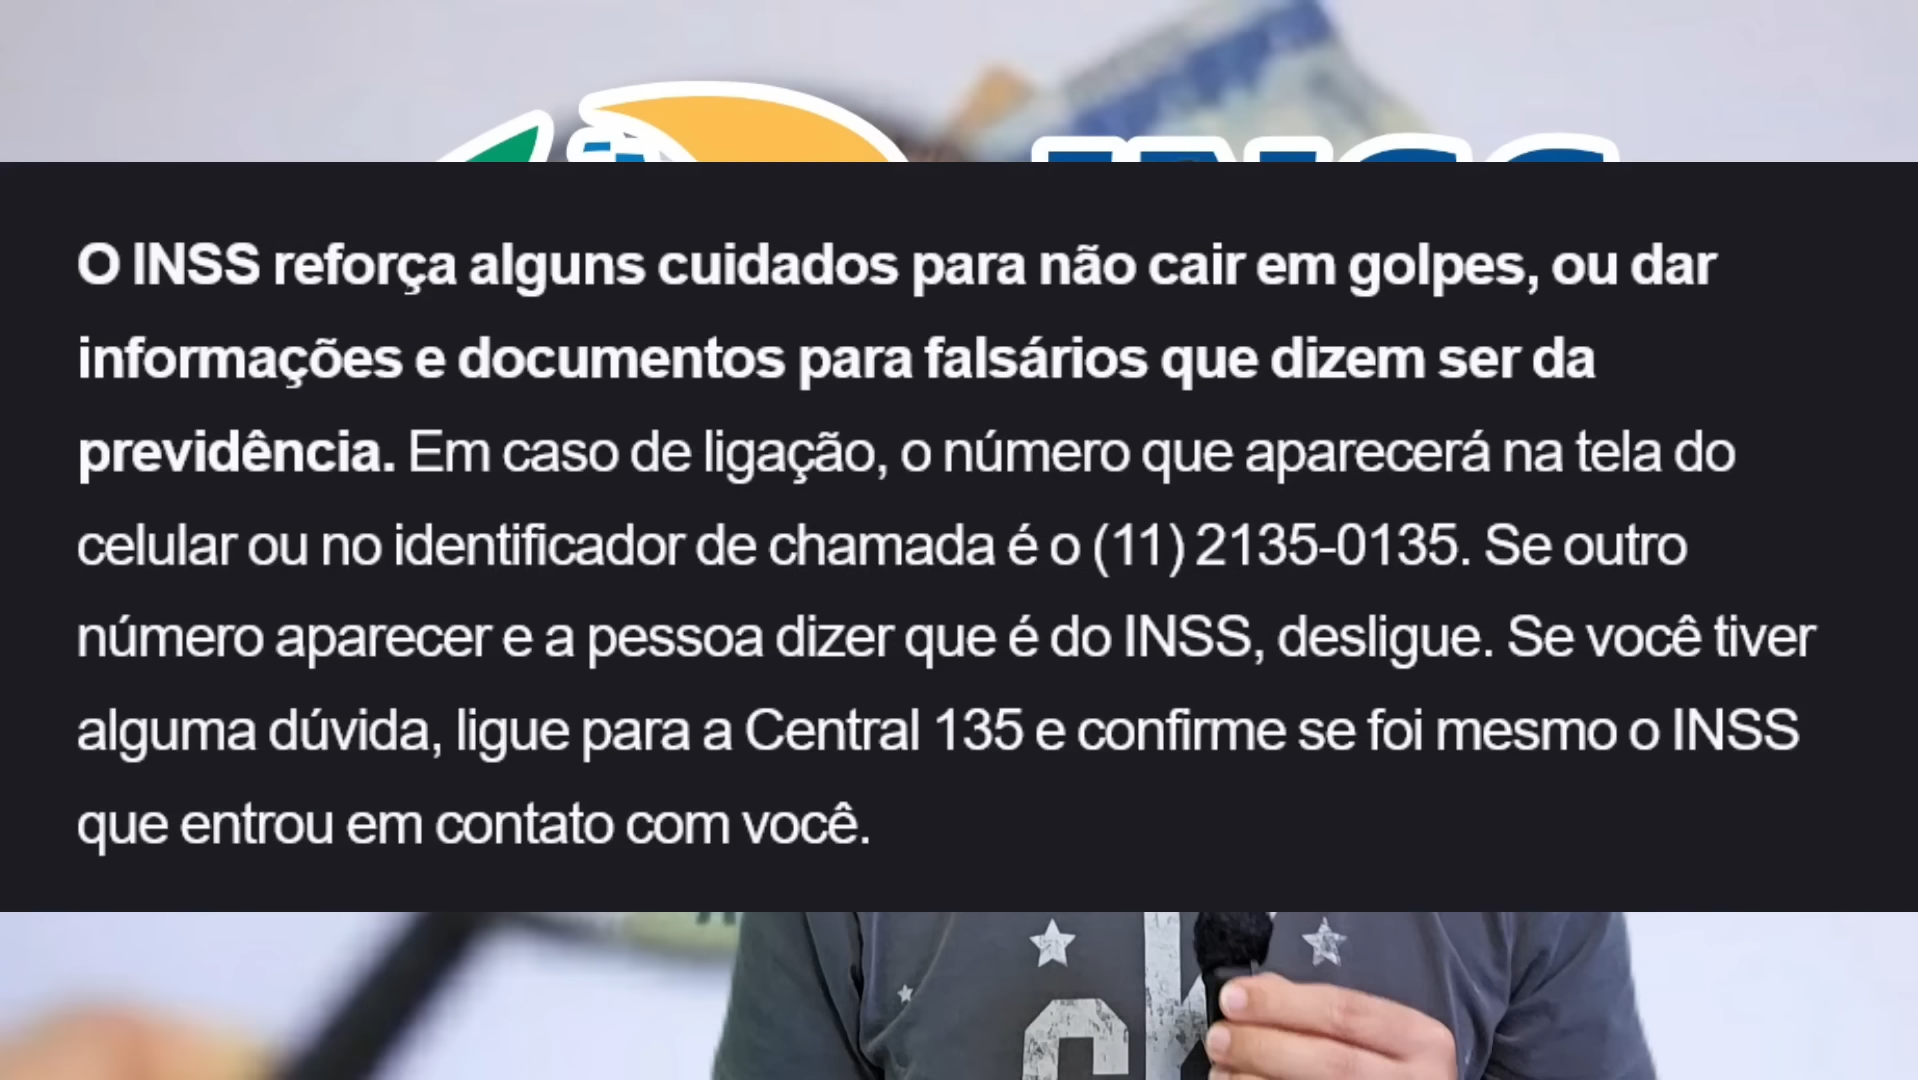 INSS
O INSS reforça alguns cuidados para não cair em golpes, ou dar
informações e documentos para falsários que dizem ser da
previdência. Em caso de ligação, o número que aparecerá na tela do
celular ou no identificador de chamada é o (11) 2135-0135. Se outro
número aparecer e a pessoa dizer que é do INSS, desligue. Se você tiver
alguma dúvida, ligue para a Central 135 e confirme se foi mesmo o INSS
que entrou em contato com você.